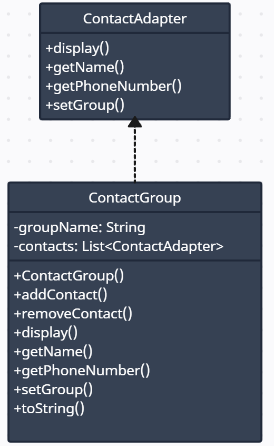 ContactAdapter
+display()
+getName()
+getPhoneNumber()
+setGroup()
ContactGroup
-groupName: String
-contacts: List<ContactAdapter>
+ContactGroup()
+addContact()
+removeContact()
+display()
+getName()
+getPhoneNumber()
+setGroup()
+toString()